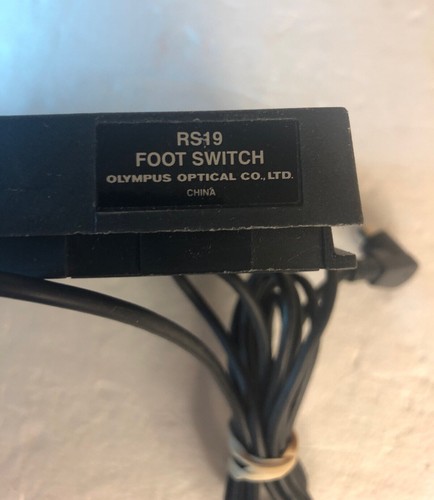 RS19
FOOT SWITCH
OLYMPUS OPTICAL CO., LTD.
CHINA